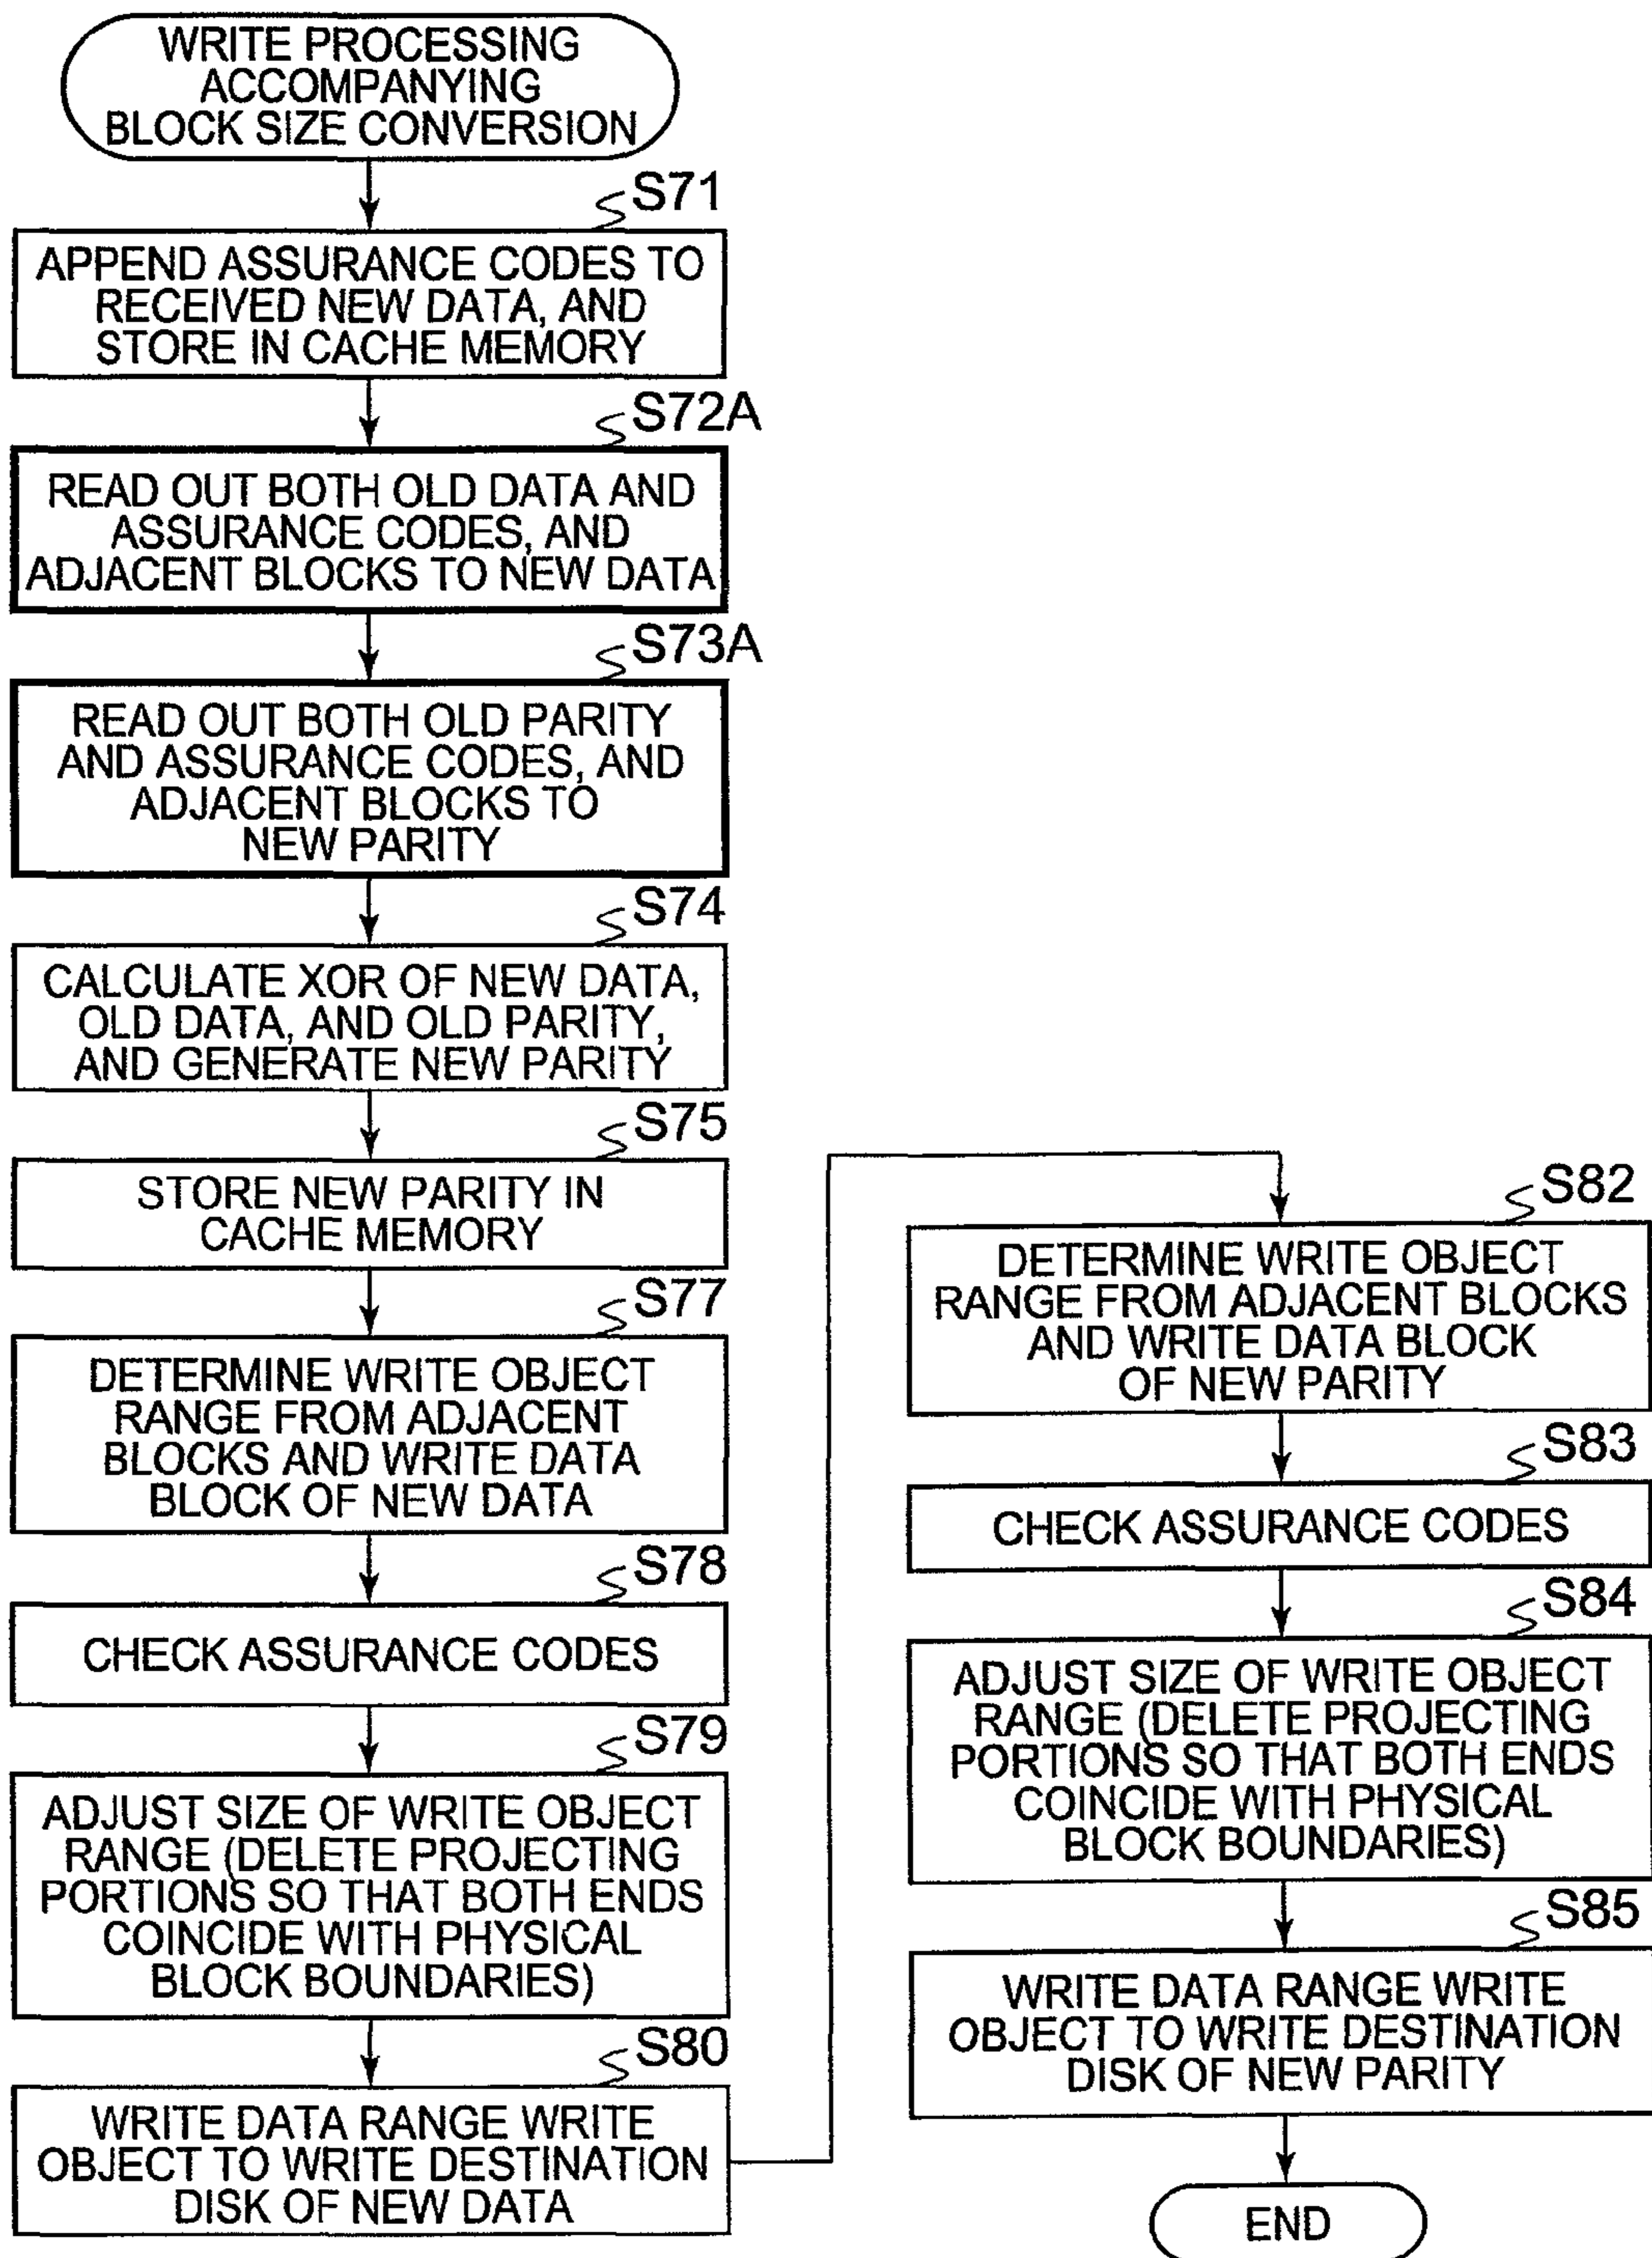 WRITE PROCESSING
ACCOMPANYING
BLOCK SIZE CONVERSION
S71
APPEND ASSURANCE CODES TO
RECEIVED NEW DATA, AND
STORE IN CACHE MEMORY
S72A
READ OUT BOTH OLD DATA AND
ASSURANCE CODES, AND
ADJACENT BLOCKS TO NEW DATA
S73A
READ OUT BOTH OLD PARITY
AND ASSURANCE CODES, AND
ADJACENT BLOCKS TO
NEW PARITY
S74
CALCULATE XOR OF NEW DATA,
OLD DATA, AND OLD PARITY,
AND GENERATE NEW PARITY
S75
STORE NEW PARITY IN
CACHE MEMORY
S77
DETERMINE WRITE OBJECT
RANGE FROM ADJACENT
BLOCKS AND WRITE DATA
BLOCK OF NEW DATA
S78
CHECK ASSURANCE CODES
S79
ADJUST SIZE OF WRITE OBJECT
RANGE (DELETE PROJECTING
PORTIONS SO THAT BOTH ENDS
COINCIDE WITH PHYSICAL
BLOCK BOUNDARIES)
S80
WRITE DATA RANGE WRITE
OBJECT TO WRITE DESTINATION
DISK OF NEW DATA
S82
DETERMINE WRITE OBJECT
RANGE FROM ADJACENT BLOCKS
AND WRITE DATA BLOCK
OF NEW PARITY
S83
CHECK ASSURANCE CODES
S84
ADJUST SIZE OF WRITE OBJECT
RANGE (DELETE PROJECTING
PORTIONS SO THAT BOTH ENDS
COINCIDE WITH PHYSICAL
BLOCK BOUNDARIES)
S85
WRITE DATA RANGE WRITE
OBJECT TO WRITE DESTINATION
DISK OF NEW PARITY
END